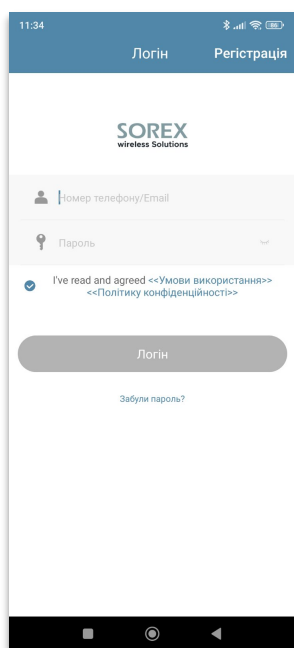 11:34
Логін Регістрація
SOREX
wireless Solutions
Номер телефону/Email
Пароль
I've read and agreed <<Умови використання>>
<<Політику конфіденційності>>
Логін
Забули пароль?